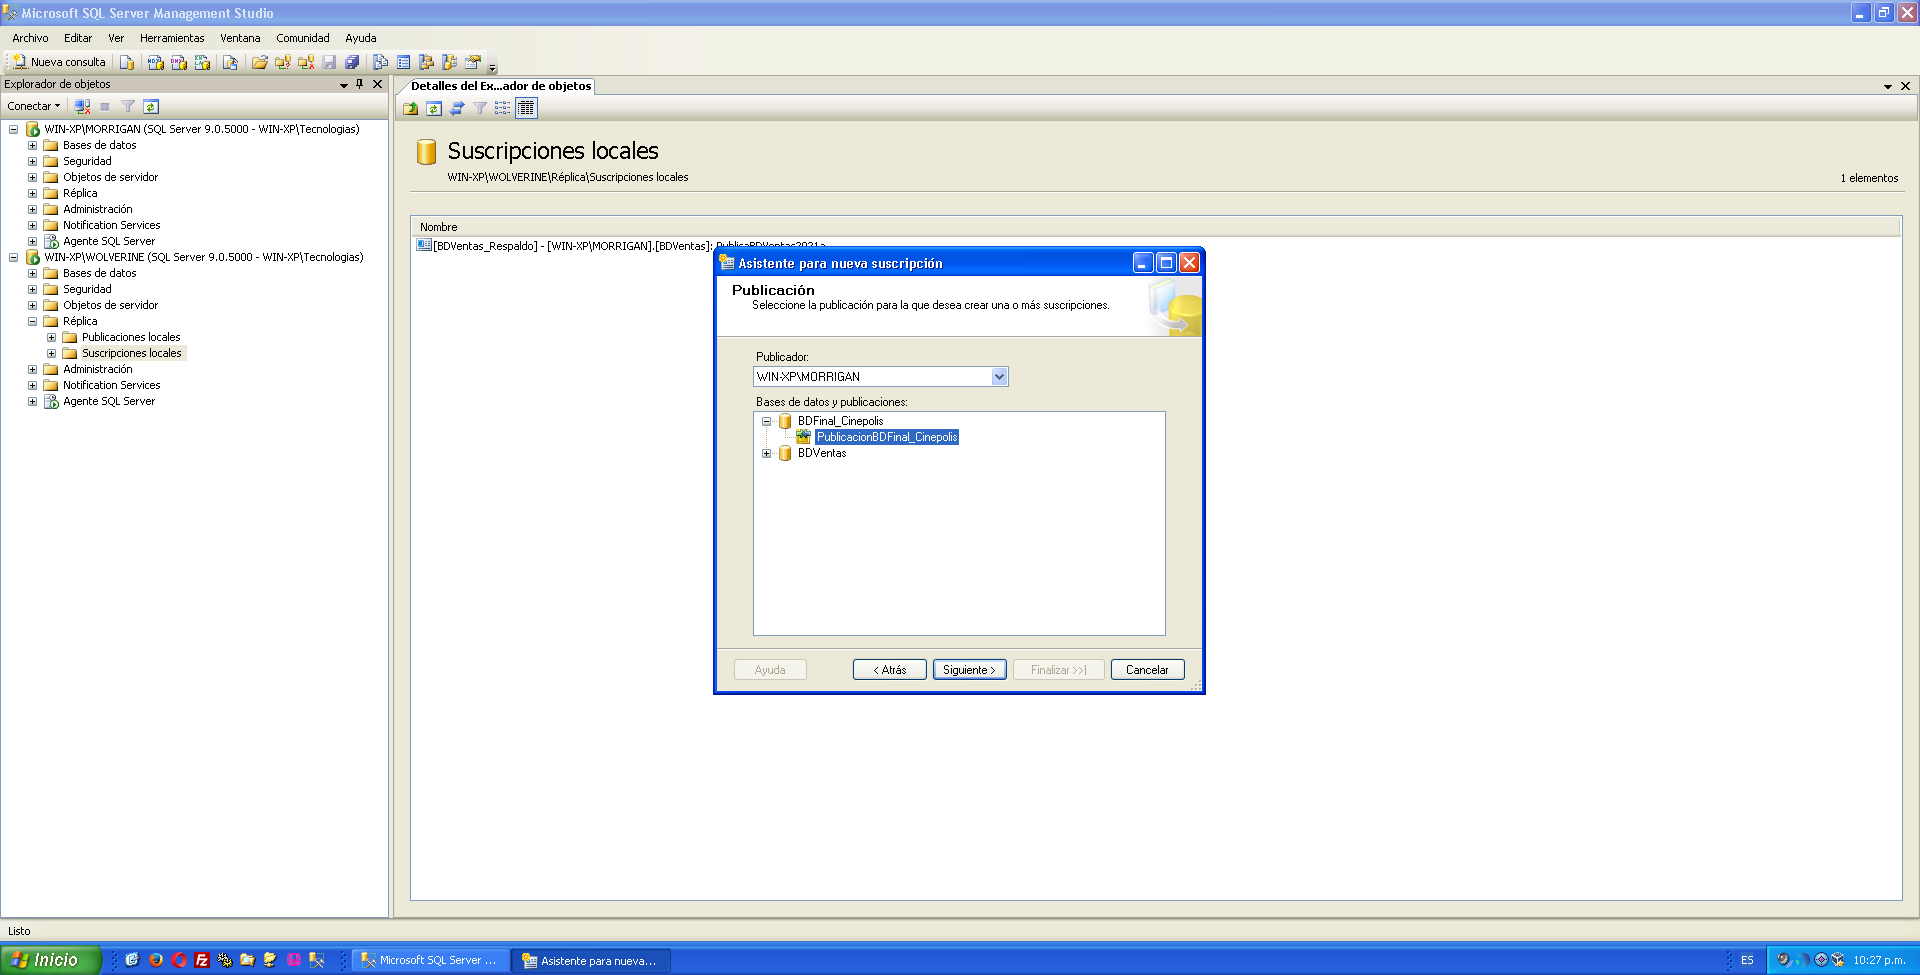 Microsoft SQL Server Management Studio
Archivo Editar Ver Herramientas Ventana Comunidad Ayuda
Nueva consulta
Explorador de objetos
Conectar
WIN-XP\MORRIGAN (SQL Server 9.0.5000 - WIN-XP\Tecnologias)
Bases de datos
Seguridad
Objetos de servidor
Réplica
Administración
Notification Services
Agente SQL Server
WIN-XP\WOLVERINE (SQL Server 9.0.5000 - WIN-XP\Tecnologias)
Bases de datos
Seguridad
Objetos de servidor
Réplica
Publicaciones locales
Suscripciones locales
Administración
Notification Services
Agente SQL Server
Detalles del Ex...ador de objetos
Suscripciones locales
WIN-XP\WOLVERINE\Réplica\Suscripciones locales
1 elementos
Nombre
[BDVentas_Respaldo] - [WIN-XP\MORRIGAN].[BDVentas]: PublicaBDVentas2021a
Asistente para nueva suscripción
Publicación
Seleccione la publicación para la que desea crear una o más suscripciones.
Publicador:
WIN-XP\MORRIGAN
Bases de datos y publicaciones:
BDFinal_Cinepolis
PublicacionBDFinal_Cinepolis
BDVentas
Ayuda
< Atrás
Siguiente >
Finalizar >>|
Cancelar
Listo
Inicio
Microsoft SQL Server ...
Asistente para nueva...
ES
10:27 p.m.